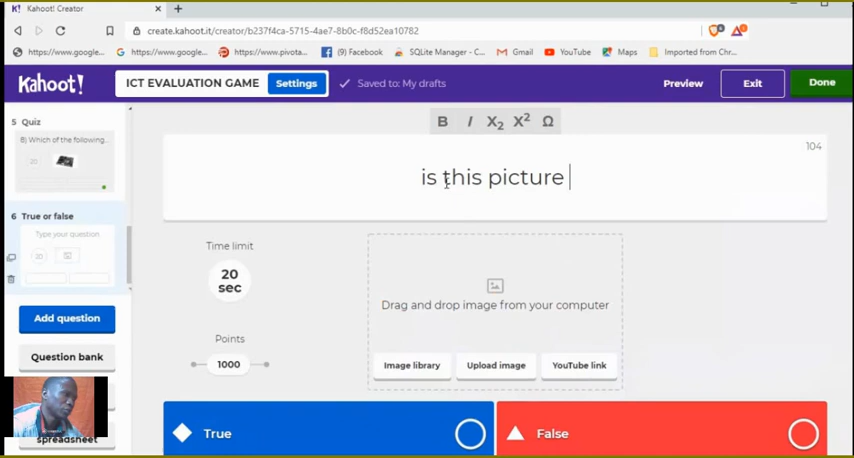 K! Kahoot! Creator
create.kahoot.it/creator/b237f4ca-5715-4ae7-8b0c-f8d52ea10782
https://www.google...
https://www.google...
https://www.pivota...
(9) Facebook
SQLite Manager - C...
Gmail
YouTube
Maps
Imported from Chr...
Kahoot!
ICT EVALUATION GAME
Settings
Saved to: My drafts
Preview
Exit
Done
5 Quiz
B) Which of the following...
20
6 True or false
Type your question
20
Add question
Question bank
spreadsheet
B I X2 X2 Ω
104
is this picture
Time limit
20
sec
Points
1000
Drag and drop image from your computer
Image library
Upload image
YouTube link
True
False